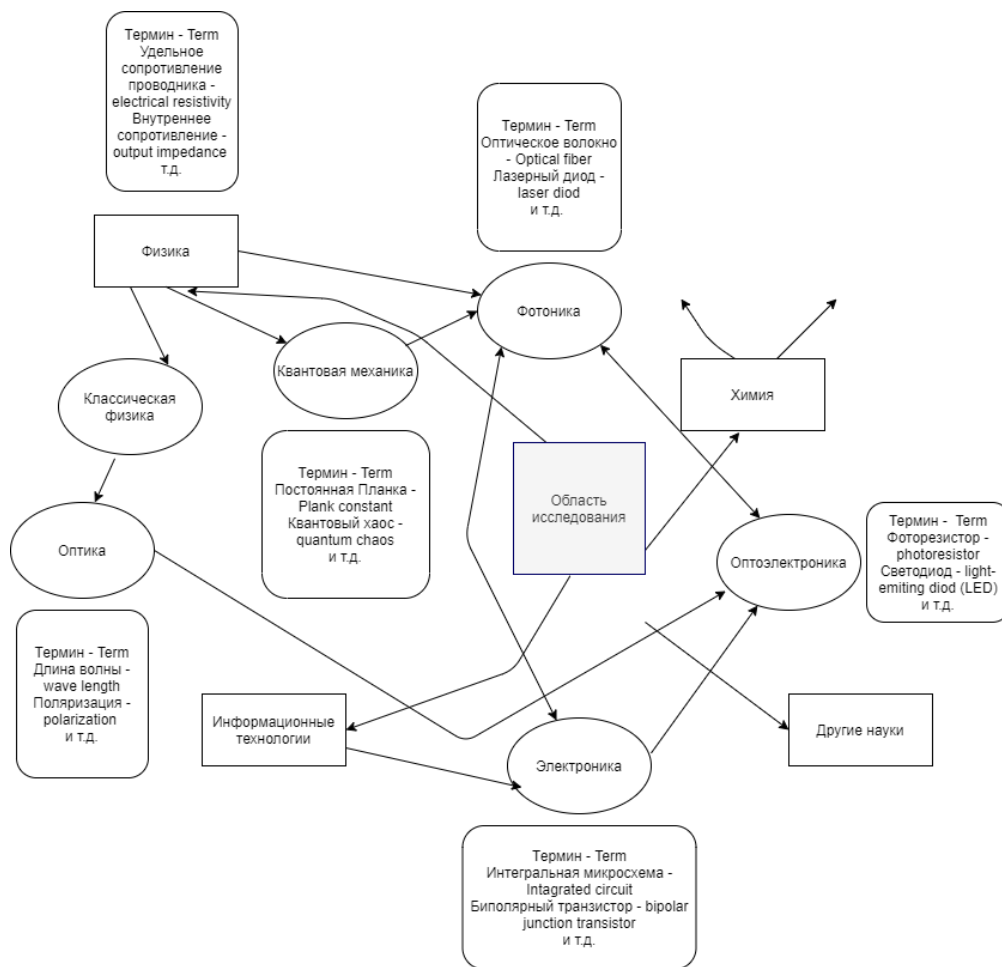 Термин - Term
Удельное
сопротивление
проводника -
electrical resistivity
Внутреннее
сопротивление -
output impedance
т.д.
Термин - Term
Оптическое волокно
- Optical fiber
Лазерный диод -
laser diod
и т.д.
Физика
Фотоника
Квантовая механика
Химия
Классическая
физика
Термин - Term
Постоянная Планка -
Plank constant
Квантовый хаос -
quantum chaos
и т.д.
Область
исследования
Оптика
Оптоэлектроника
Термин - Term
Фоторезистор -
photoresistor
Светодиод - light-
emiting diod (LED)
и т.д.
Термин - Term
Длина волны -
wave length
Поляризация -
polarization
и т.д.
Информационные
технологии
Электроника
Другие науки
Термин - Term
Интегральная микросхема -
Intagrated circuit
Биполярный транзистор - bipolar
junction transistor
и т.д.